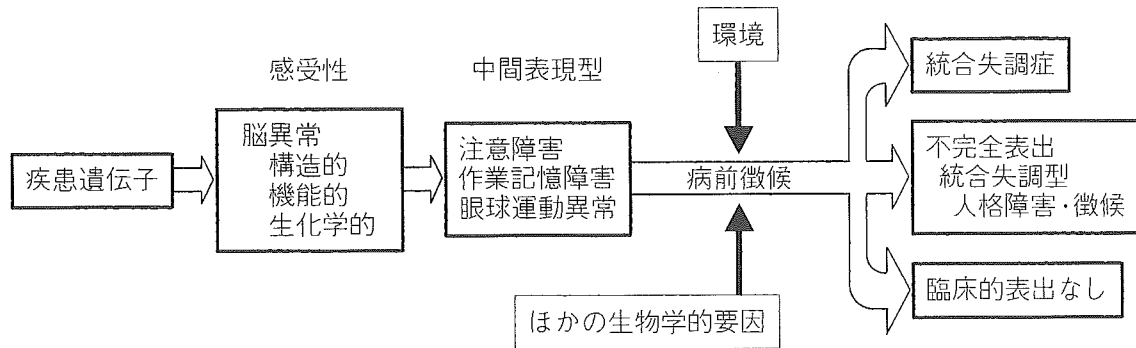 環境
感受性
中間表現型
統合失調症
疾患遺伝子
脳異常
構造的
機能的
生化学的
注意障害
作業記憶障害
眼球運動異常
病前徴候
不完全表出
統合失調型
人格障害・徴候
臨床的表出なし
ほかの生物学的要因